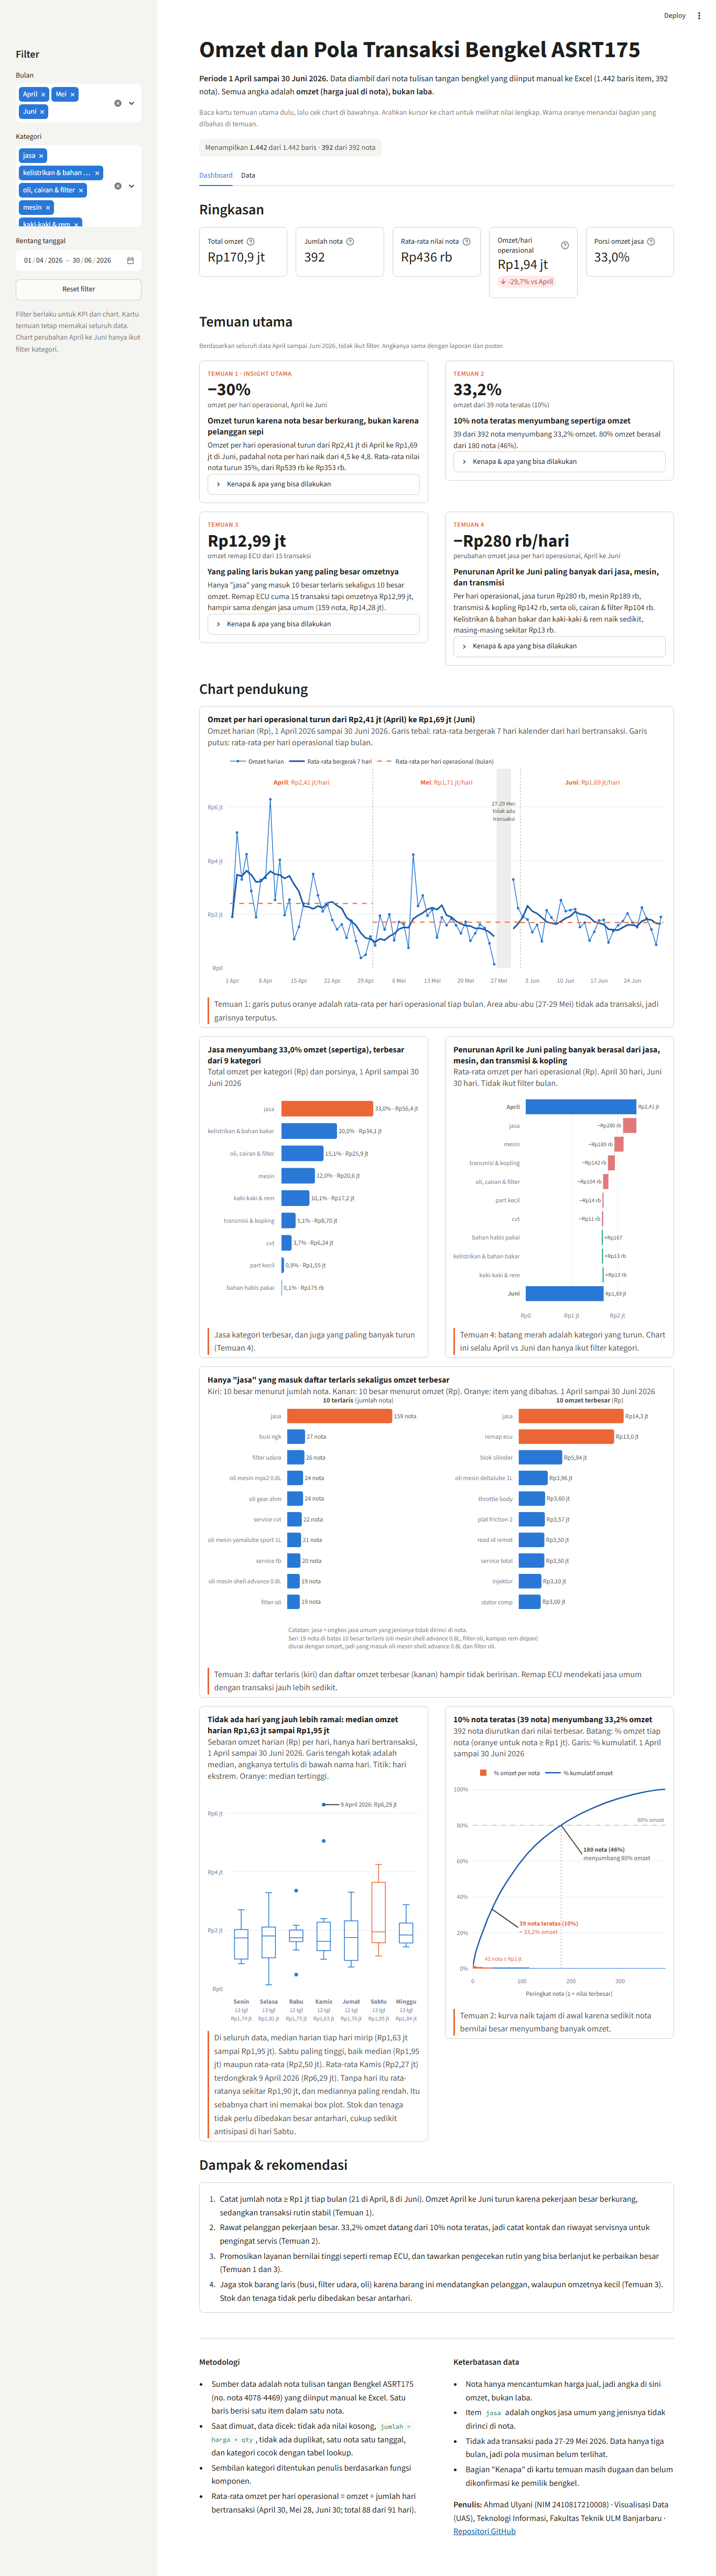 Deploy
Filter
Bulan
April × Mei ×
Juni ×
Kategori
jasa ×
kelistrikan & bahan ... ×
oli, cairan & filter ×
mesin ×
kaki-kaki & rem ×
Rentang tanggal
01 / 04 / 2026 – 30 / 06 / 2026
Reset filter
Filter berlaku untuk KPI dan chart. Kartu
temuan tetap memakai seluruh data.
Chart perubahan April ke Juni hanya ikut
filter kategori.
Omzet dan Pola Transaksi Bengkel ASRT175
Periode 1 April sampai 30 Juni 2026. Data diambil dari nota tulisan tangan bengkel yang diinput manual ke Excel (1.442 baris item, 392
nota). Semua angka adalah omzet (harga jual di nota), bukan laba.
Baca kartu temuan utama dulu, lalu cek chart di bawahnya. Arahkan kursor ke chart untuk melihat nilai lengkap. Warna oranye menandai bagian yang
dibahas di temuan.
Menampilkan 1.442 dari 1.442 baris · 392 dari 392 nota
Dashboard Data
Ringkasan
Total omzet
Rp170,9 jt
Jumlah nota
392
Rata-rata nilai nota
Rp436 rb
Omzet/hari
operasional
Rp1,94 jt
↓ -29,7% vs April
Porsi omzet jasa
33,0%
Temuan utama
Berdasarkan seluruh data April sampai Juni 2026, tidak ikut filter. Angkanya sama dengan laporan dan poster.
TEMUAN 1 · INSIGHT UTAMA
−30%
omzet per hari operasional, April ke Juni
Omzet turun karena nota besar berkurang, bukan karena
pelanggan sepi
Omzet per hari operasional turun dari Rp2,41 jt di April ke Rp1,69
jt di Juni, padahal nota per hari naik dari 4,5 ke 4,8. Rata-rata nilai
nota turun 35%, dari Rp539 rb ke Rp353 rb.
Kenapa & apa yang bisa dilakukan
TEMUAN 2
33,2%
omzet dari 39 nota teratas (10%)
10% nota teratas menyumbang sepertiga omzet
39 dari 392 nota menyumbang 33,2% omzet. 80% omzet berasal
dari 180 nota (46%).
Kenapa & apa yang bisa dilakukan
TEMUAN 3
Rp12,99 jt
omzet remap ECU dari 15 transaksi
Yang paling laris bukan yang paling besar omzetnya
Hanya "jasa" yang masuk 10 besar terlaris sekaligus 10 besar
omzet. Remap ECU cuma 15 transaksi tapi omzetnya Rp12,99 jt,
hampir sama dengan jasa umum (159 nota, Rp14,28 jt).
Kenapa & apa yang bisa dilakukan
TEMUAN 4
−Rp280 rb/hari
perubahan omzet jasa per hari operasional, April ke Juni
Penurunan April ke Juni paling banyak dari jasa, mesin,
dan transmisi
Per hari operasional, jasa turun Rp280 rb, mesin Rp189 rb,
transmisi & kopling Rp142 rb, serta oli, cairan & filter Rp104 rb.
Kelistrikan & bahan bakar dan kaki-kaki & rem naik sedikit,
masing-masing sekitar Rp13 rb.
Kenapa & apa yang bisa dilakukan
Chart pendukung
Omzet per hari operasional turun dari Rp2,41 jt (April) ke Rp1,69 jt (Juni)
Omzet harian (Rp), 1 April 2026 sampai 30 Juni 2026. Garis tebal: rata-rata bergerak 7 hari kalender dari hari bertransaksi. Garis
putus: rata-rata per hari operasional tiap bulan.
Omzet harian Rata-rata bergerak 7 hari Rata-rata per hari operasional (bulan)
April: Rp2,41 jt/hari Mei: Rp1,71 jt/hari Juni: Rp1,69 jt/hari
27-29 Mei:
tidak ada
transaksi
Rp6 jt
Rp4 jt
Rp2 jt
Rp0
1 Apr 8 Apr 15 Apr 22 Apr 29 Apr 6 Mei 13 Mei 20 Mei 27 Mei 3 Jun 10 Jun 17 Jun 24 Jun
Temuan 1: garis putus oranye adalah rata-rata per hari operasional tiap bulan. Area abu-abu (27-29 Mei) tidak ada transaksi, jadi
garisnya terputus.
Jasa menyumbang 33,0% omzet (sepertiga), terbesar
dari 9 kategori
Total omzet per kategori (Rp) dan porsinya, 1 April sampai 30
Juni 2026
jasa 33,0% · Rp56,4 jt
kelistrikan & bahan bakar 20,0% · Rp34,1 jt
oli, cairan & filter 15,1% · Rp25,9 jt
mesin 12,0% · Rp20,6 jt
kaki-kaki & rem 10,1% · Rp17,2 jt
transmisi & kopling 5,1% · Rp8,70 jt
cvt 3,7% · Rp6,24 jt
part kecil 0,9% · Rp1,55 jt
bahan habis pakai 0,1% · Rp175 rb
Jasa kategori terbesar, dan juga yang paling banyak turun
(Temuan 4).
Penurunan April ke Juni paling banyak berasal dari jasa,
mesin, dan transmisi & kopling
Rata-rata omzet per hari operasional (Rp). April 30 hari, Juni
30 hari. Tidak ikut filter bulan.
April Rp2,41 jt
jasa −Rp280 rb
mesin −Rp189 rb
transmisi & kopling −Rp142 rb
oli, cairan & filter −Rp104 rb
part kecil −Rp14 rb
cvt −Rp11 rb
bahan habis pakai +Rp167
kelistrikan & bahan bakar +Rp13 rb
kaki-kaki & rem +Rp13 rb
Juni Rp1,69 jt
Rp0 Rp1 jt Rp2 jt
Temuan 4: batang merah adalah kategori yang turun. Chart
ini selalu April vs Juni dan hanya ikut filter kategori.
Hanya "jasa" yang masuk daftar terlaris sekaligus omzet terbesar
Kiri: 10 besar menurut jumlah nota. Kanan: 10 besar menurut omzet (Rp). Oranye: item yang dibahas. 1 April sampai 30 Juni 2026
10 terlaris (jumlah nota)
jasa 159 nota
busi ngk 27 nota
filter udara 26 nota
oli mesin mpx2 0.8L 24 nota
oli gear ahm 24 nota
service cvt 22 nota
oli mesin yamalube sport 1L 21 nota
service tb 20 nota
oli mesin shell advance 0.8L 19 nota
filter oli 19 nota
10 omzet terbesar (Rp)
jasa Rp14,3 jt
remap ecu Rp13,0 jt
blok silinder Rp5,94 jt
oli mesin deltalube 1L Rp3,96 jt
throttle body Rp3,60 jt
plat friction 2 Rp3,57 jt
read id remot Rp3,50 jt
service total Rp3,50 jt
injektor Rp3,10 jt
stator comp Rp3,00 jt
Catatan: jasa = ongkos jasa umum yang jenisnya tidak dirinci di nota.
Seri 19 nota di batas 10 besar terlaris (oli mesin shell advance 0.8L, filter oli, kampas rem depan)
diurai dengan omzet, jadi yang masuk oli mesin shell advance 0.8L dan filter oli.
Temuan 3: daftar terlaris (kiri) dan daftar omzet terbesar (kanan) hampir tidak beririsan. Remap ECU mendekati jasa umum
dengan transaksi jauh lebih sedikit.
Tidak ada hari yang jauh lebih ramai: median omzet
harian Rp1,63 jt sampai Rp1,95 jt
Sebaran omzet harian (Rp) per hari, hanya hari bertransaksi,
1 April sampai 30 Juni 2026. Garis tengah kotak adalah
median, angkanya tertulis di bawah nama hari. Titik: hari
ekstrem. Oranye: median tertinggi.
9 April 2026: Rp6,29 jt
Rp6 jt
Rp4 jt
Rp2 jt
Rp0
Senin Selasa Rabu Kamis Jumat Sabtu Minggu
13 tgl 13 tgl 12 tgl 12 tgl 12 tgl 13 tgl 13 tgl
Rp1,74 jt Rp1,81 jt Rp1,75 jt Rp1,63 jt Rp1,76 jt Rp1,95 jt Rp1,84 jt
Di seluruh data, median harian tiap hari mirip (Rp1,63 jt
sampai Rp1,95 jt). Sabtu paling tinggi, baik median (Rp1,95
jt) maupun rata-rata (Rp2,50 jt). Rata-rata Kamis (Rp2,27 jt)
terdongkrak 9 April 2026 (Rp6,29 jt). Tanpa hari itu rata-
ratanya sekitar Rp1,90 jt, dan mediannya paling rendah. Itu
sebabnya chart ini memakai box plot. Stok dan tenaga
tidak perlu dibedakan besar antarhari, cukup sedikit
antisipasi di hari Sabtu.
10% nota teratas (39 nota) menyumbang 33,2% omzet
392 nota diurutkan dari nilai terbesar. Batang: % omzet tiap
nota (oranye untuk nota ≥ Rp1 jt). Garis: % kumulatif. 1 April
sampai 30 Juni 2026
% omzet per nota % kumulatif omzet
100%
80%
60%
40%
20%
0%
80% omzet
180 nota (46%)
menyumbang 80% omzet
39 nota teratas (10%)
= 33,2% omzet
42 nota ≥ Rp1 jt
0 100 200 300
Peringkat nota (1 = nilai terbesar)
Temuan 2: kurva naik tajam di awal karena sedikit nota
bernilai besar menyumbang banyak omzet.
Dampak & rekomendasi
1. Catat jumlah nota ≥ Rp1 jt tiap bulan (21 di April, 8 di Juni). Omzet April ke Juni turun karena pekerjaan besar berkurang,
sedangkan transaksi rutin stabil (Temuan 1).
2. Rawat pelanggan pekerjaan besar. 33,2% omzet datang dari 10% nota teratas, jadi catat kontak dan riwayat servisnya untuk
pengingat servis (Temuan 2).
3. Promosikan layanan bernilai tinggi seperti remap ECU, dan tawarkan pengecekan rutin yang bisa berlanjut ke perbaikan besar
(Temuan 1 dan 3).
4. Jaga stok barang laris (busi, filter udara, oli) karena barang ini mendatangkan pelanggan, walaupun omzetnya kecil (Temuan 3).
Stok dan tenaga tidak perlu dibedakan besar antarhari.
Metodologi
• Sumber data adalah nota tulisan tangan Bengkel ASRT175
(no. nota 4078-4469) yang diinput manual ke Excel. Satu
baris berisi satu item dalam satu nota.
• Saat dimuat, data dicek: tidak ada nilai kosong, jumlah =
harga × qty , tidak ada duplikat, satu nota satu tanggal,
dan kategori cocok dengan tabel lookup.
• Sembilan kategori ditentukan penulis berdasarkan fungsi
komponen.
• Rata-rata omzet per hari operasional = omzet ÷ jumlah hari
bertransaksi (April 30, Mei 28, Juni 30; total 88 dari 91 hari).
Keterbatasan data
• Nota hanya mencantumkan harga jual, jadi angka di sini
omzet, bukan laba.
• Item jasa adalah ongkos jasa umum yang jenisnya tidak
dirinci di nota.
• Tidak ada transaksi pada 27-29 Mei 2026. Data hanya tiga
bulan, jadi pola musiman belum terlihat.
• Bagian "Kenapa" di kartu temuan masih dugaan dan belum
dikonfirmasi ke pemilik bengkel.
Penulis: Ahmad Ulyani (NIM 2410817210008) · Visualisasi Data
(UAS), Teknologi Informasi, Fakultas Teknik ULM Banjarbaru ·
Repositori GitHub